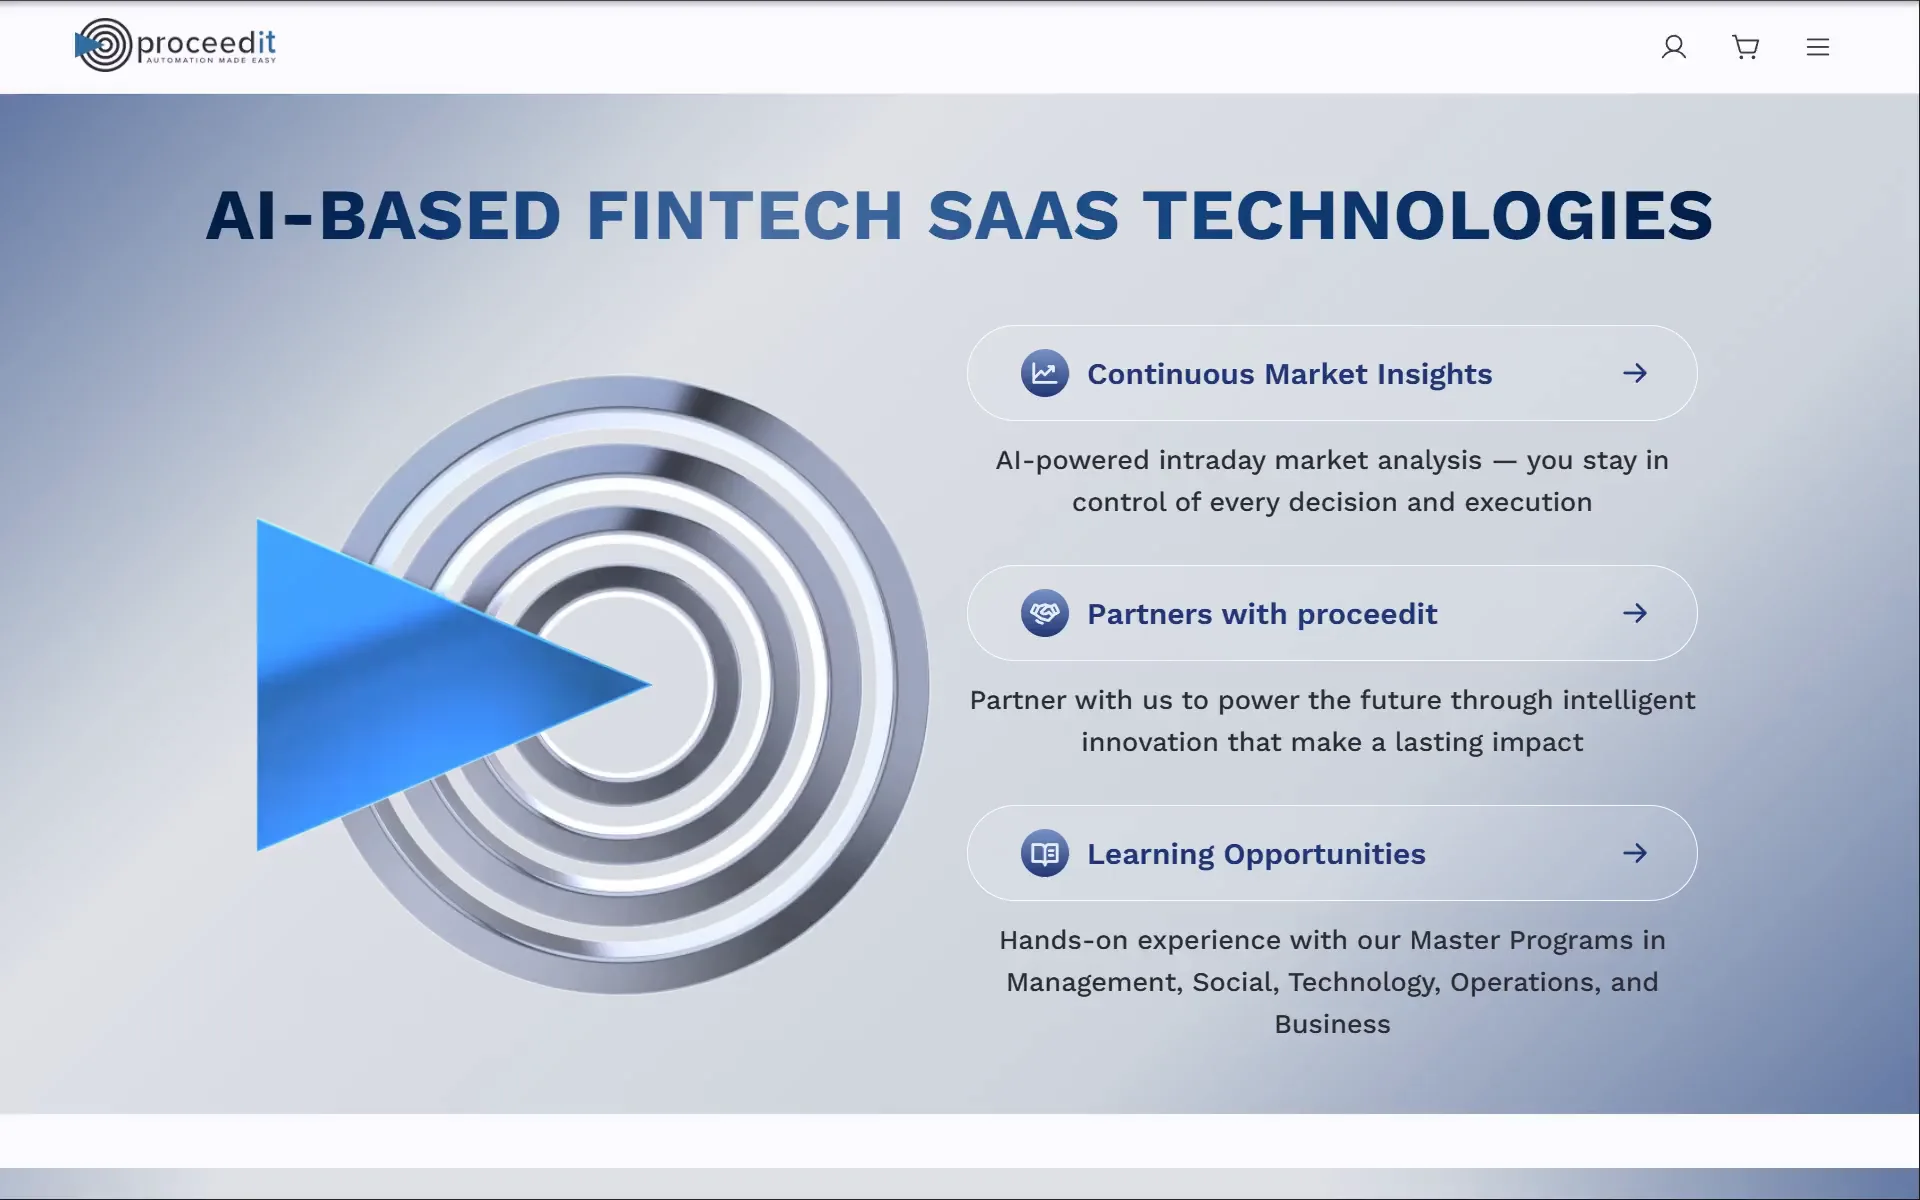 proceedit
AUTOMATION MADE EASY
AI-BASED FINTECH SAAS TECHNOLOGIES
Continuous Market Insights
AI-powered intraday market analysis — you stay in
control of every decision and execution
Partners with proceedit
Partner with us to power the future through intelligent
innovation that make a lasting impact
Learning Opportunities
Hands-on experience with our Master Programs in
Management, Social, Technology, Operations, and
Business